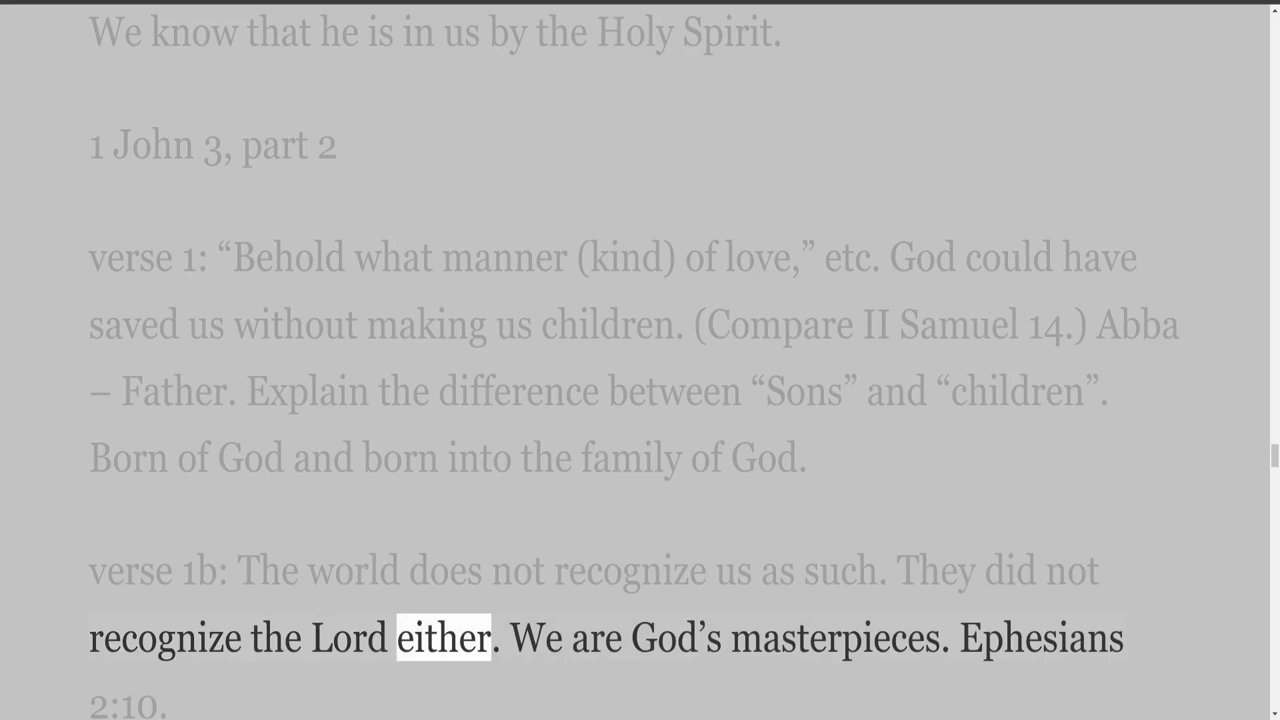 We know that he is in us by the Holy Spirit.
1 John 3, part 2
verse 1: “Behold what manner (kind) of love,” etc. God could have
saved us without making us children. (Compare II Samuel 14.) Abba
– Father. Explain the difference between “Sons” and “children”.
Born of God and born into the family of God.
verse 1b: The world does not recognize us as such. They did not
recognize the Lord either. We are God’s masterpieces. Ephesians
2:10.